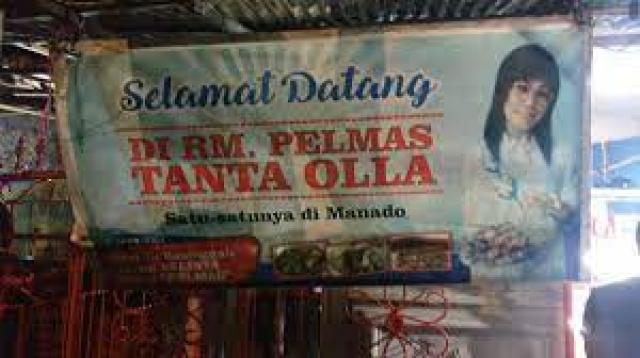 Selamat Datang
DI RM. PELMAS
TANTA OLLA
Satu-satunya di Manado